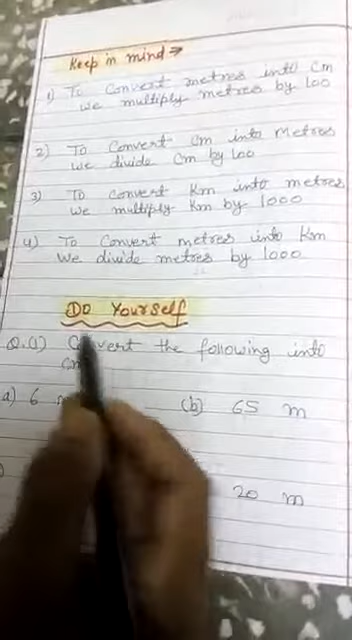 Keep in mind →
1) To Convert metres into Cm
We multiply metres by 100
2) To Convert Cm into Metres
We divide Cm by 100
3) To Convert Km into metres
We multiply Km by 1000
4) To Convert metres into Km
We divide metres by 1000
Do Yourself
Q.(1) Convert the following into
Cm
a) 6
(b) 65 m
20 m